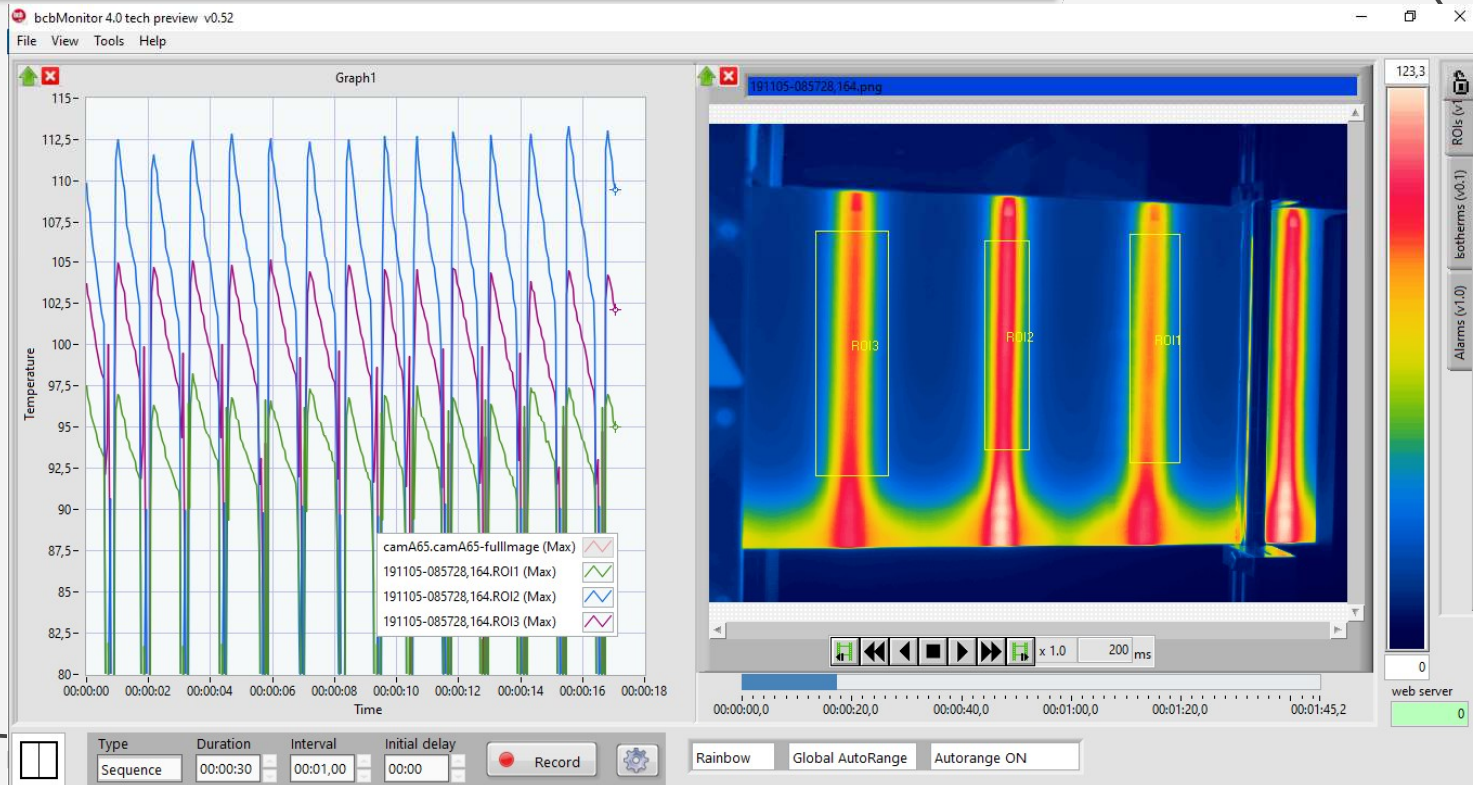 bcbMonitor 4.0 tech preview v0.52
File View Tools Help
Graph1
115
112,5
110
107,5
105
102,5
100
97,5
95
92,5
90
87,5
85
82,5
80
Temperature
00:00:00 00:00:02 00:00:04 00:00:06 00:00:08 00:00:10 00:00:12 00:00:14 00:00:16 00:00:18
Time
camA65.camA65-fullImage (Max)
191105-085728,164.ROI1 (Max)
191105-085728,164.ROI2 (Max)
191105-085728,164.ROI3 (Max)
191105-085728,164.png
ROI3
ROI2
ROI1
x 1.0
200 ms
00:00:00,0 00:00:20,0 00:00:40,0 00:01:00,0 00:01:20,0 00:01:45,2
123,3
0
ROIs (v1
Isotherms (v0.1)
Alarms (v1.0)
web server
0
Type Duration Interval Initial delay
Sequence 00:00:30 00:01,00 00:00
Record
Rainbow Global AutoRange Autorange ON